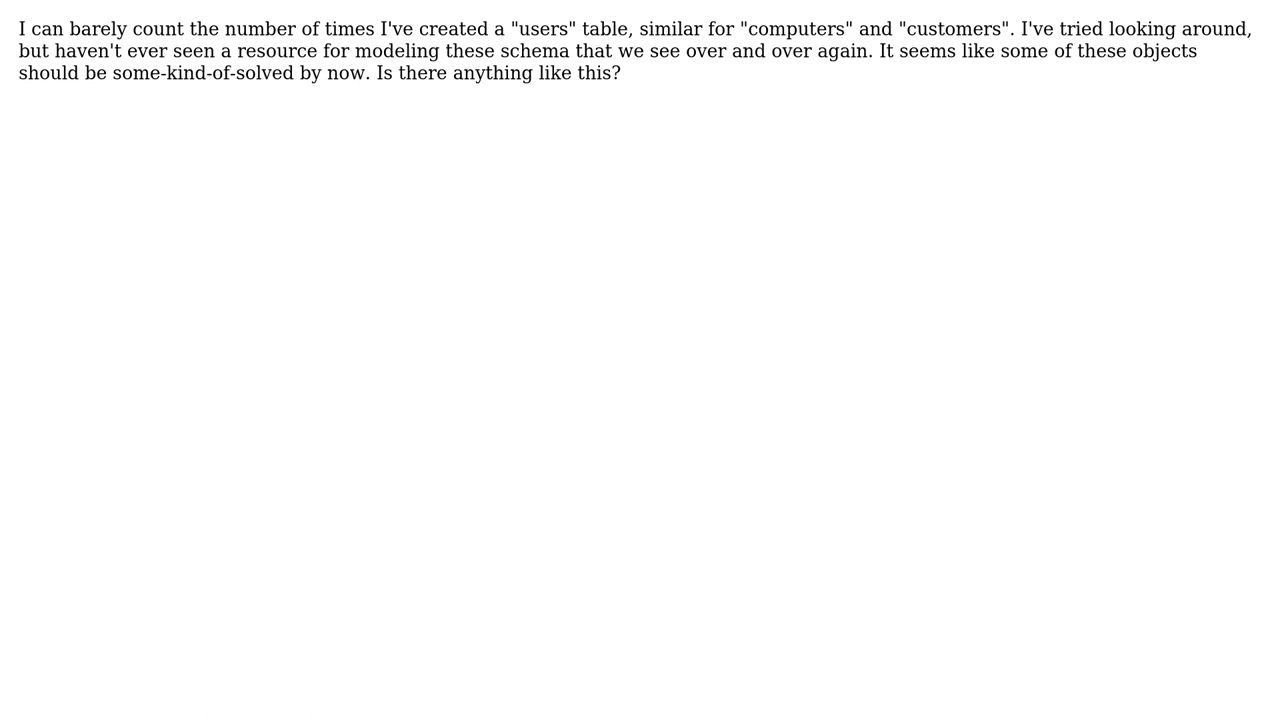 I can barely count the number of times I've created a "users" table, similar for "computers" and "customers". I've tried looking around,
but haven't ever seen a resource for modeling these schema that we see over and over again. It seems like some of these objects
should be some-kind-of-solved by now. Is there anything like this?